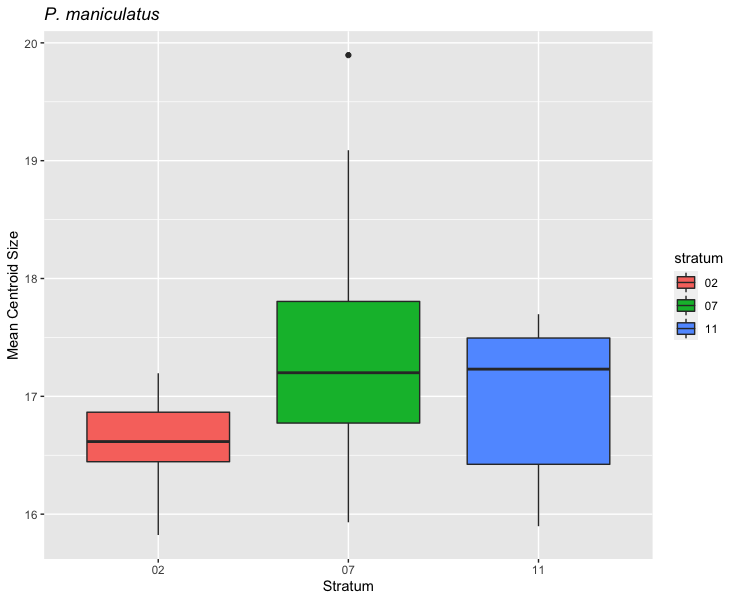 P. maniculatus
20
19
18
17
16
Mean Centroid Size
02
07
11
Stratum
stratum
02
07
11